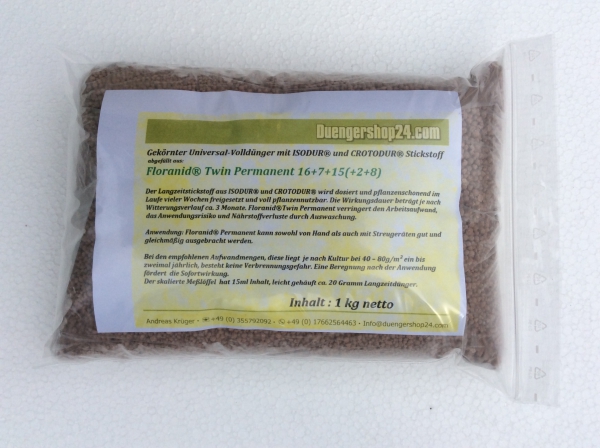 Duengershop24.com
Gekörnter Universal-Volldünger mit ISODUR® und CROTODUR® Stickstoff
abgefüllt aus:
Floranid® Twin Permanent 16+7+15(+2+8)
Der Langzeitstickstoff aus ISODUR® und CROTODUR® wird dosiert und pflanzenschonend im
Laufe vieler Wochen freigesetzt und voll pflanzennutzbar. Die Wirkungsdauer beträgt je nach
Witterungsverlauf ca. 3 Monate. Floranid®Twin Permanent verringert den Arbeitsaufwand,
das Anwendungsrisiko und Nährstoffverluste durch Auswaschung.
Anwendung: Floranid® Permanent kann sowohl von Hand als auch mit Streugeräten gut und
gleichmäßig ausgebracht werden.
Bei den empfohlenen Aufwandmengen, diese liegt je nach Kultur bei 40 – 80g/m² ein bis
zweimal jährlich, besteht keine Verbrennungsgefahr. Eine Beregnung nach der Anwendung
fördert die Sofortwirkung.
Der skalierte Meßlöffel hat 15ml Inhalt, leicht gehäuft ca. 20 Gramm Langzeitdünger.
Inhalt : 1 kg netto
Andreas Krüger - ☏+49 (0) 355792092 - ✆+49 (0) 17662564463 - Info@duengershop24.com